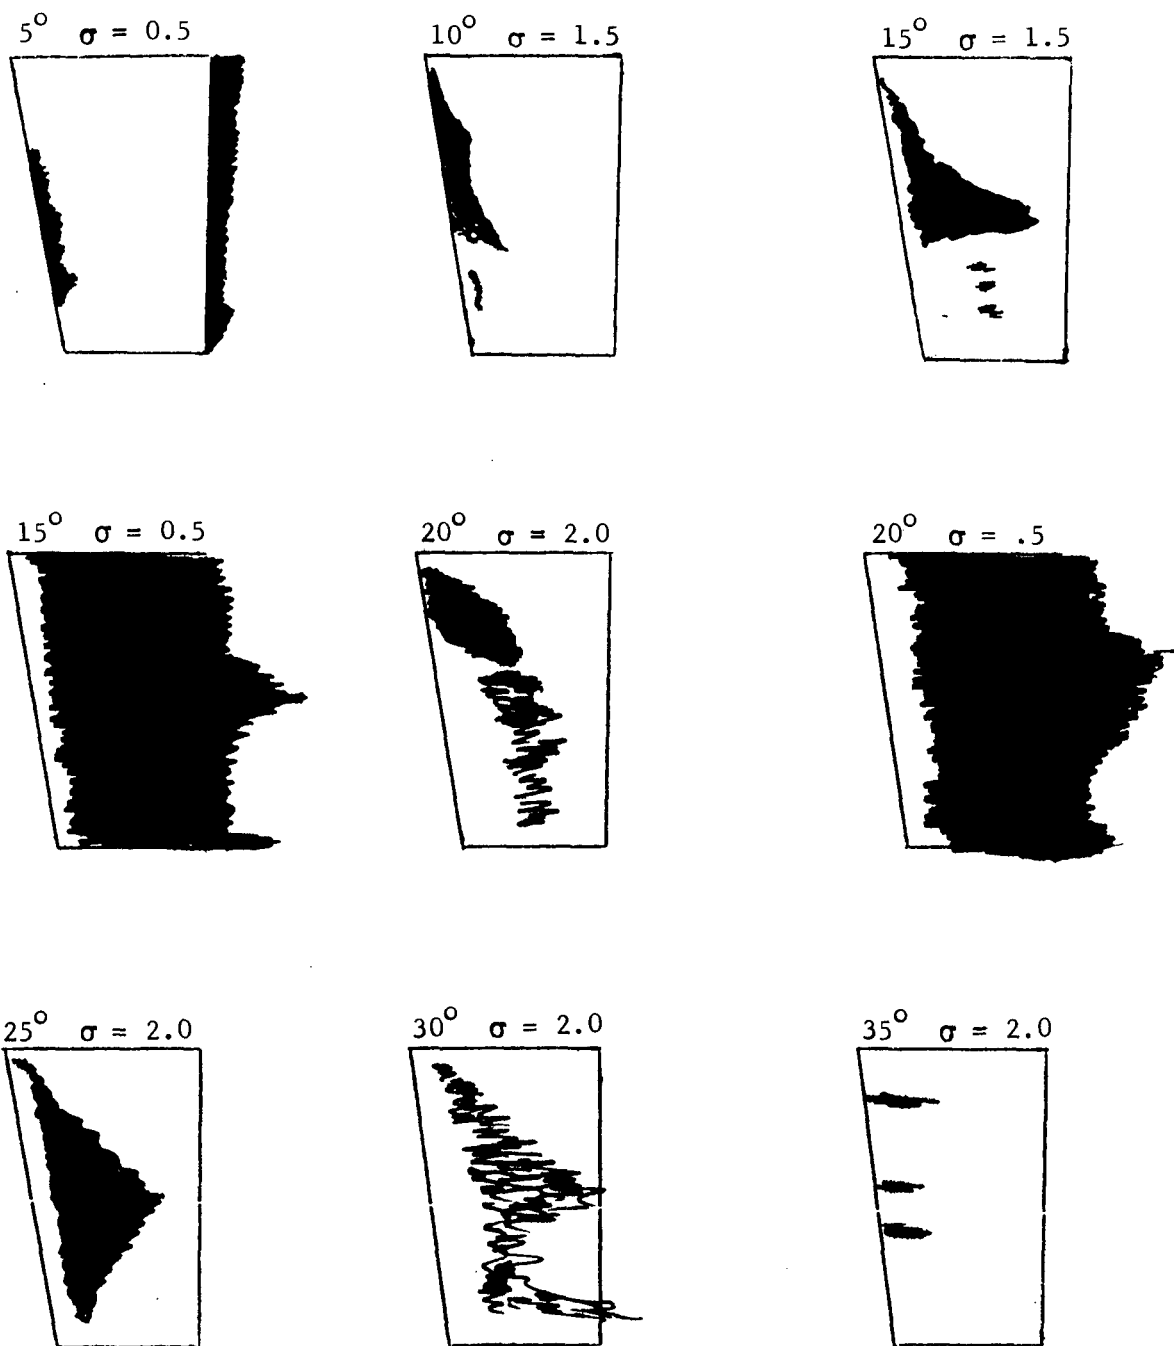 5° σ = 0.5
10° σ = 1.5
15° σ = 1.5
15° σ = 0.5
20° σ = 2.0
20° σ = .5
25° σ = 2.0
30° σ = 2.0
35° σ = 2.0